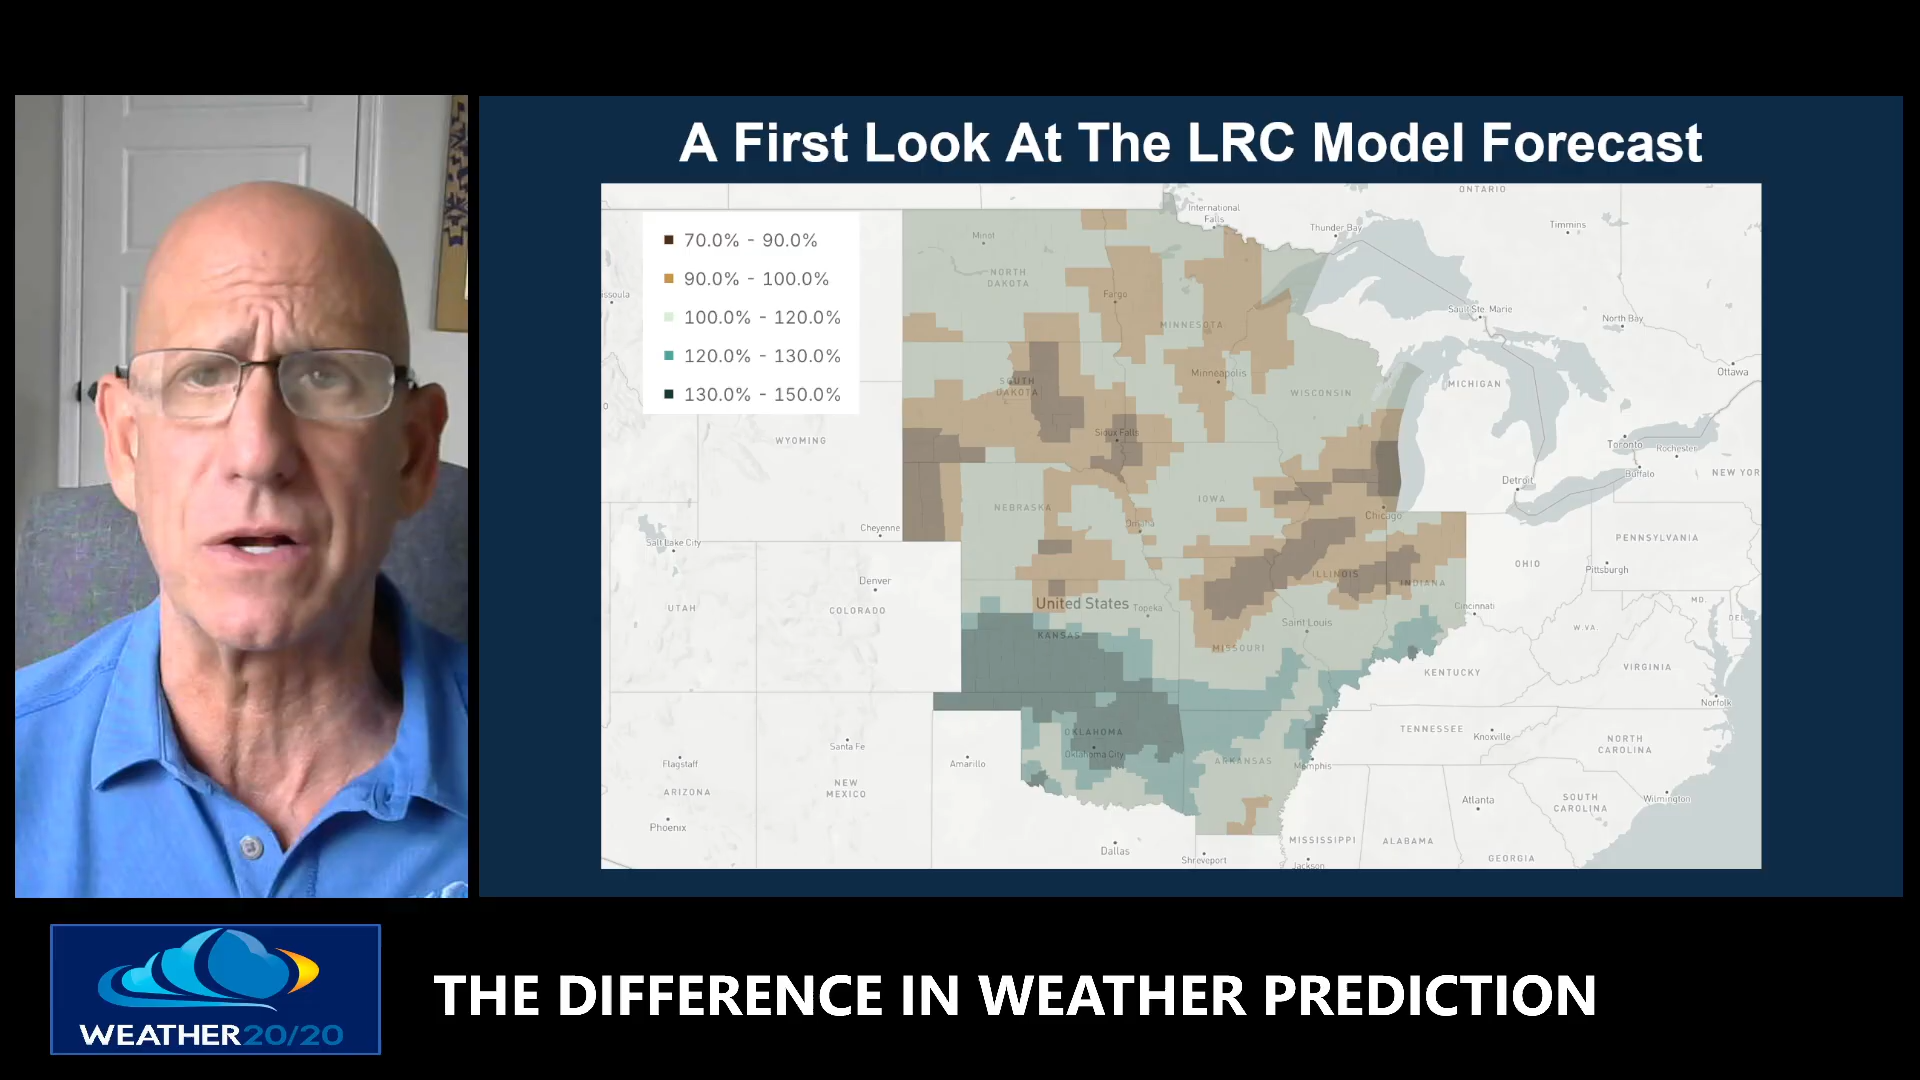 A First Look At The LRC Model Forecast
70.0% - 90.0%
90.0% - 100.0%
100.0% - 120.0%
120.0% - 130.0%
130.0% - 150.0%
ONTARIO
International
Falls
Thunder Bay
Timmins
Minot
NORTH
DAKOTA
issoula
Fargo
Sault Ste. Marie
North Bay
MINNESOTA
Ottawa
Minneapolis
SOUTH
DAKOTA
WISCONSIN
MICHIGAN
WYOMING
Sioux Falls
Toronto
Rochester
Buffalo
NEW YOR
Detroit
IOWA
NEBRASKA
Chicago
Omaha
Cheyenne
Salt Lake City
PENNSYLVANIA
OHIO
Pittsburgh
Denver
ILLINOIS
INDIANA
UTAH
COLORADO
United States
Topeka
Cincinnati
MD.
DEL
Saint Louis
W.VA.
KANSAS
MISSOURI
VIRGINIA
KENTUCKY
Norfolk
TENNESSEE
Knoxville
OKLAHOMA
Santa Fe
NORTH
CAROLINA
Oklahoma City
Flagstaff
Amarillo
ARKANSAS
Memphis
NEW
MEXICO
ARIZONA
Atlanta
SOUTH
CAROLINA
Wilmington
Phoenix
Dallas
MISSISSIPPI
ALABAMA
Shreveport
GEORGIA
Jackson
WEATHER20/20
THE DIFFERENCE IN WEATHER PREDICTION